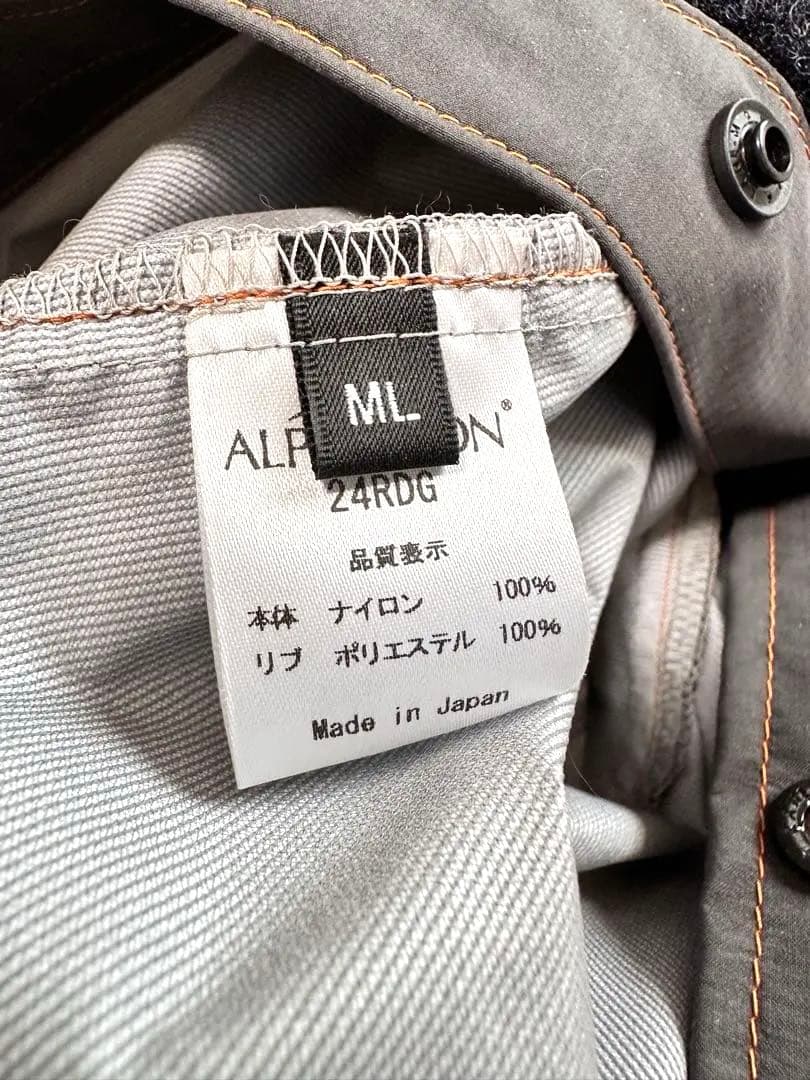 ML
24RDG
品質表示
本体 ナイロン 100%
リブ ポリエステル 100%
Made in Japan